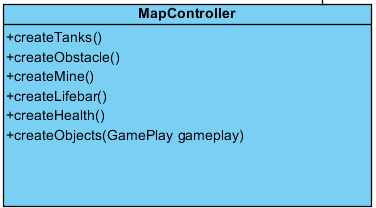 MapController
+createTanks()
+createObstacle()
+createMine()
+createLifebar()
+createHealth()
+createObjects(GamePlay gameplay)